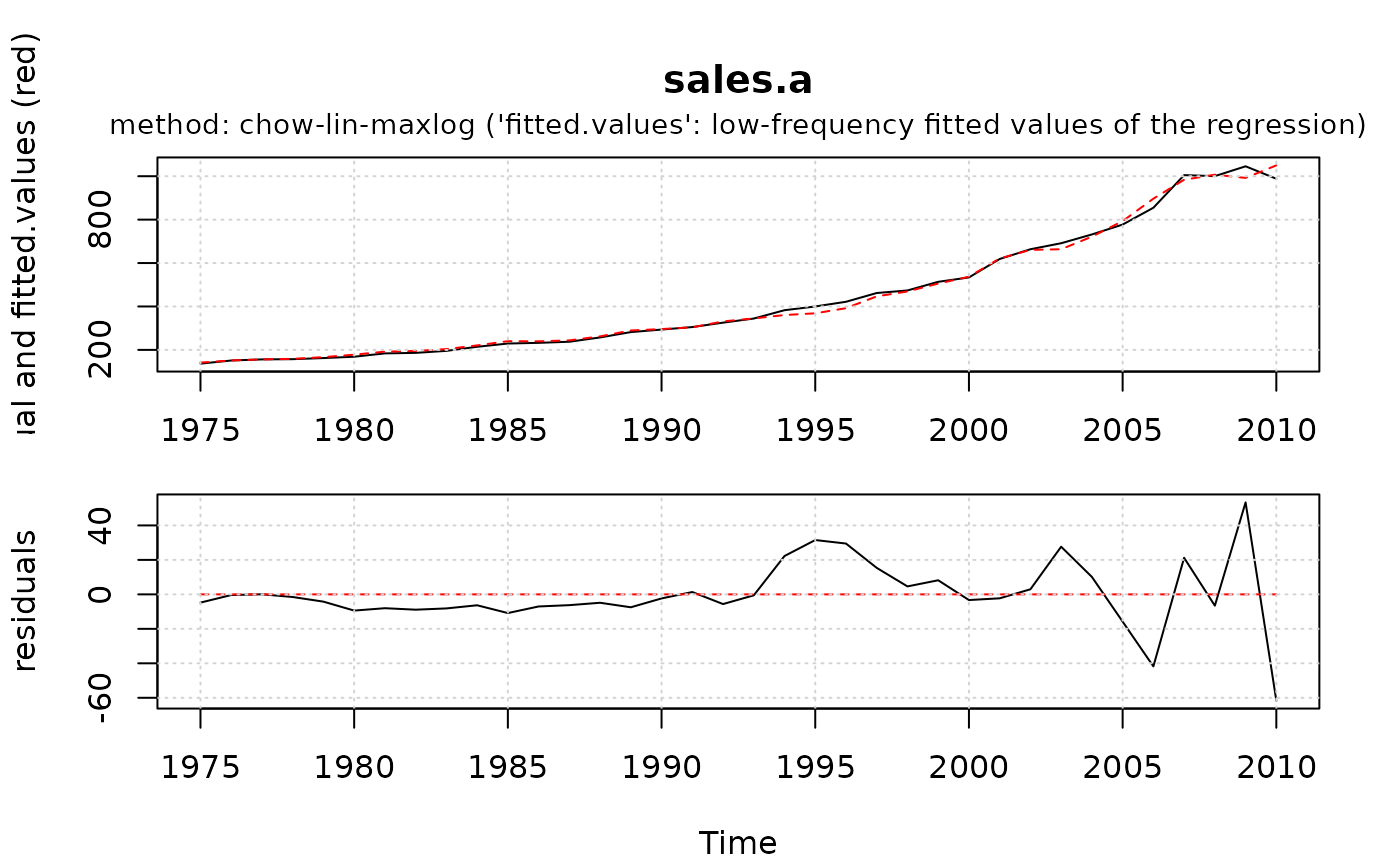 sales.a
method: chow-lin-maxlog ('fitted.values': low-frequency fitted values of the regression)
and fitted.values (red)
800
200
1975 1980 1985 1990 1995 2000 2005 2010
residuals
40
0
-60
1975 1980 1985 1990 1995 2000 2005 2010
Time